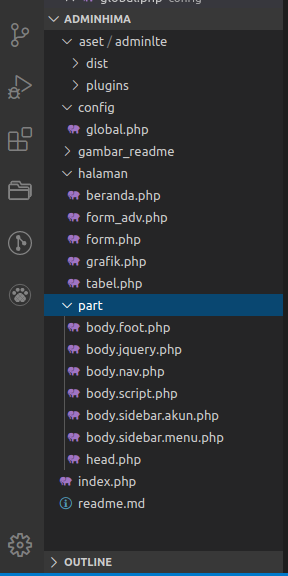 global.php config
ADMINHIMA
aset / adminlte
dist
plugins
config
global.php
gambar_readme
halaman
beranda.php
form_adv.php
form.php
grafik.php
tabel.php
part
body.foot.php
body.jquery.php
body.nav.php
body.script.php
body.sidebar.akun.php
body.sidebar.menu.php
head.php
index.php
readme.md
OUTLINE